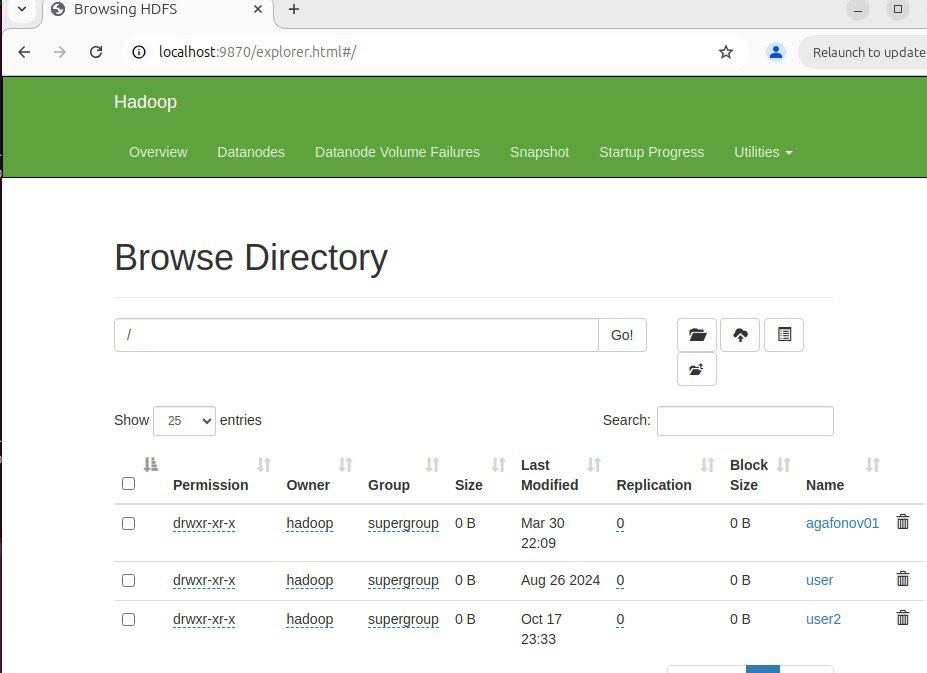 Browsing HDFS
localhost:9870/explorer.html#/
Relaunch to update
Hadoop
Overview Datanodes Datanode Volume Failures Snapshot Startup Progress Utilities
Browse Directory
/ Go!
Show 25 entries Search:
Permission Owner Group Size Last Modified Replication Block Size Name
drwxr-xr-x hadoop supergroup 0 B Mar 30 22:09 0 0 B agafonov01
drwxr-xr-x hadoop supergroup 0 B Aug 26 2024 0 0 B user
drwxr-xr-x hadoop supergroup 0 B Oct 17 23:33 0 0 B user2